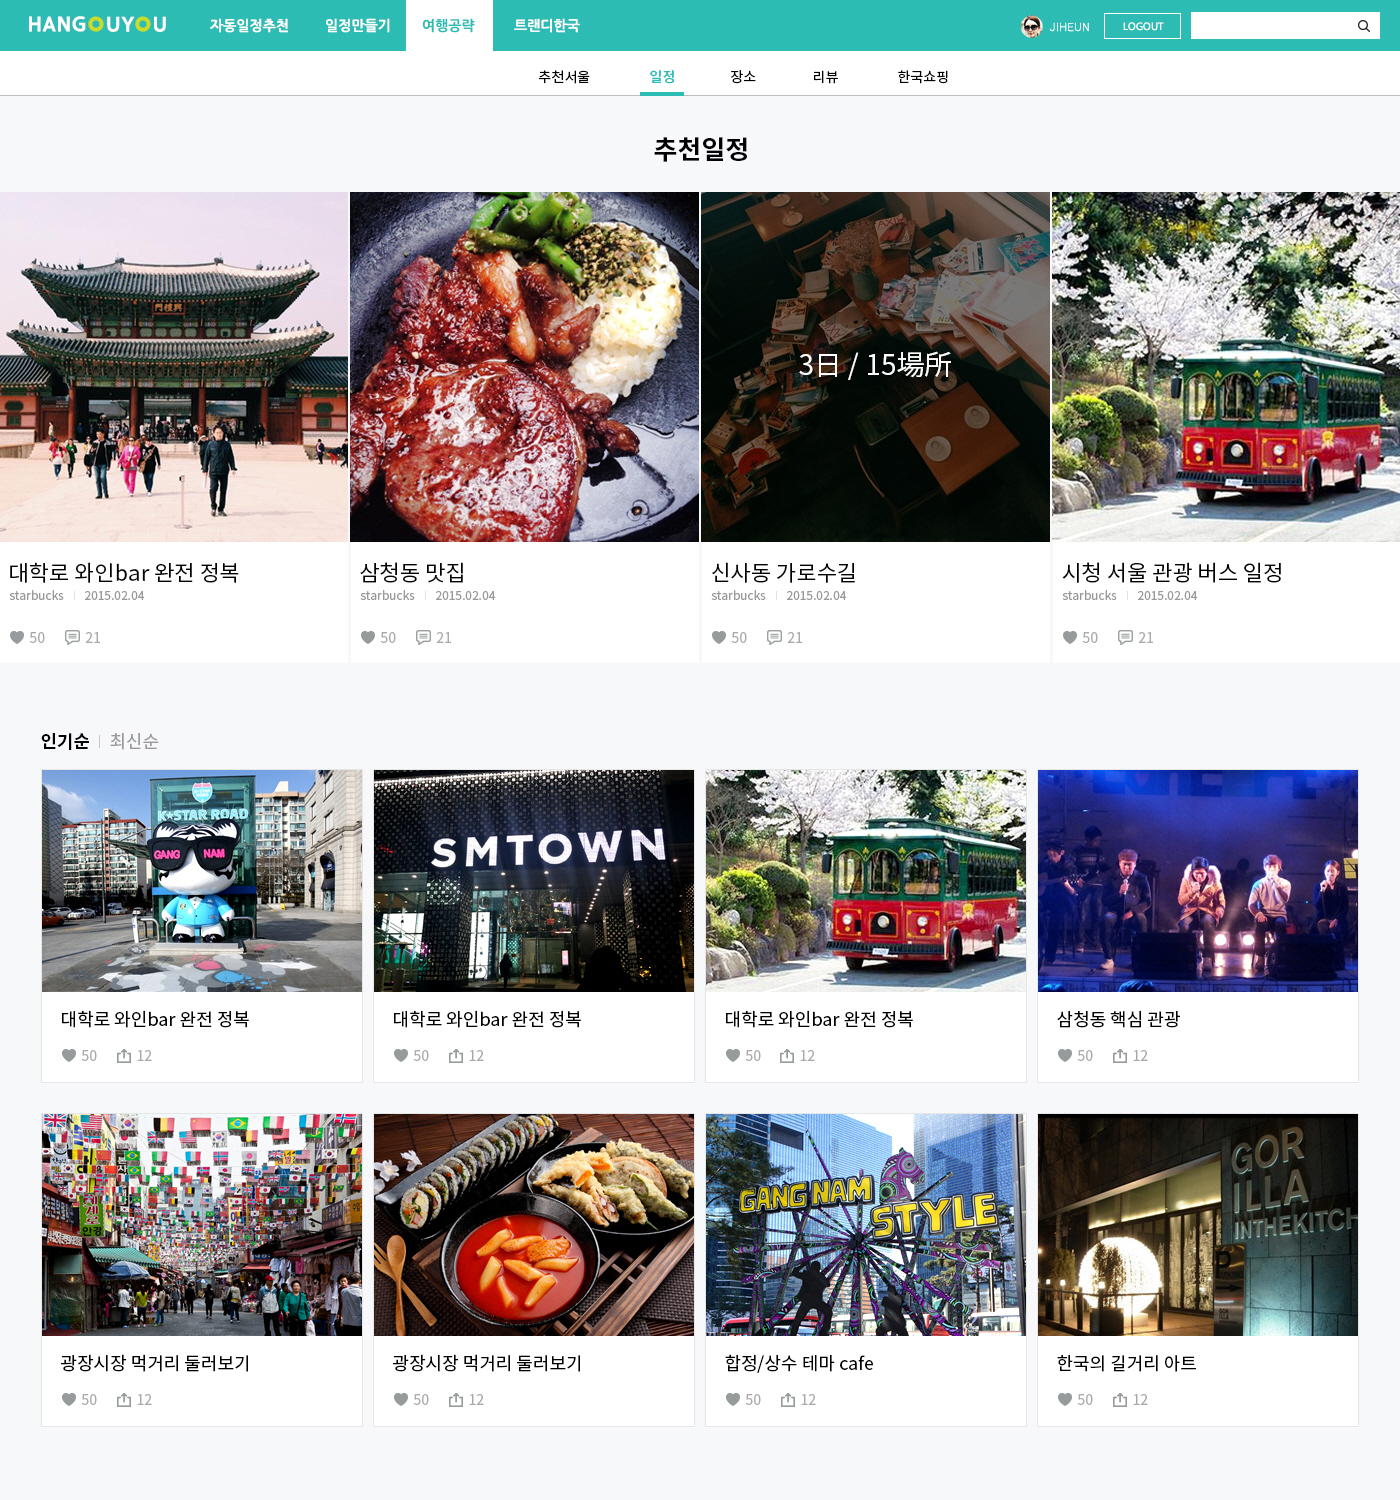 HANGOUYOU
자동일정추천
일정만들기
여행공략
트랜디한국
JIHEUN
LOGOUT
추천서울
일정
장소
리뷰
한국쇼핑
추천일정
3日 / 15場所
대학로 와인bar 완전 정복
starbucks
2015.02.04
50
21
삼청동 맛집
starbucks
2015.02.04
50
21
신사동 가로수길
starbucks
2015.02.04
50
21
시청 서울 관광 버스 일정
starbucks
2015.02.04
50
21
인기순
최신순
K★STAR ROAD
GANG NAM
SMTOWN
대학로 와인bar 완전 정복
50
12
대학로 와인bar 완전 정복
50
12
대학로 와인bar 완전 정복
50
12
삼청동 핵심 관광
50
12
GANGNAM
STYLE
GOR
ILLA
INTHEKITCH
광장시장 먹거리 둘러보기
50
12
광장시장 먹거리 둘러보기
50
12
합정/상수 테마 cafe
50
12
한국의 길거리 아트
50
12